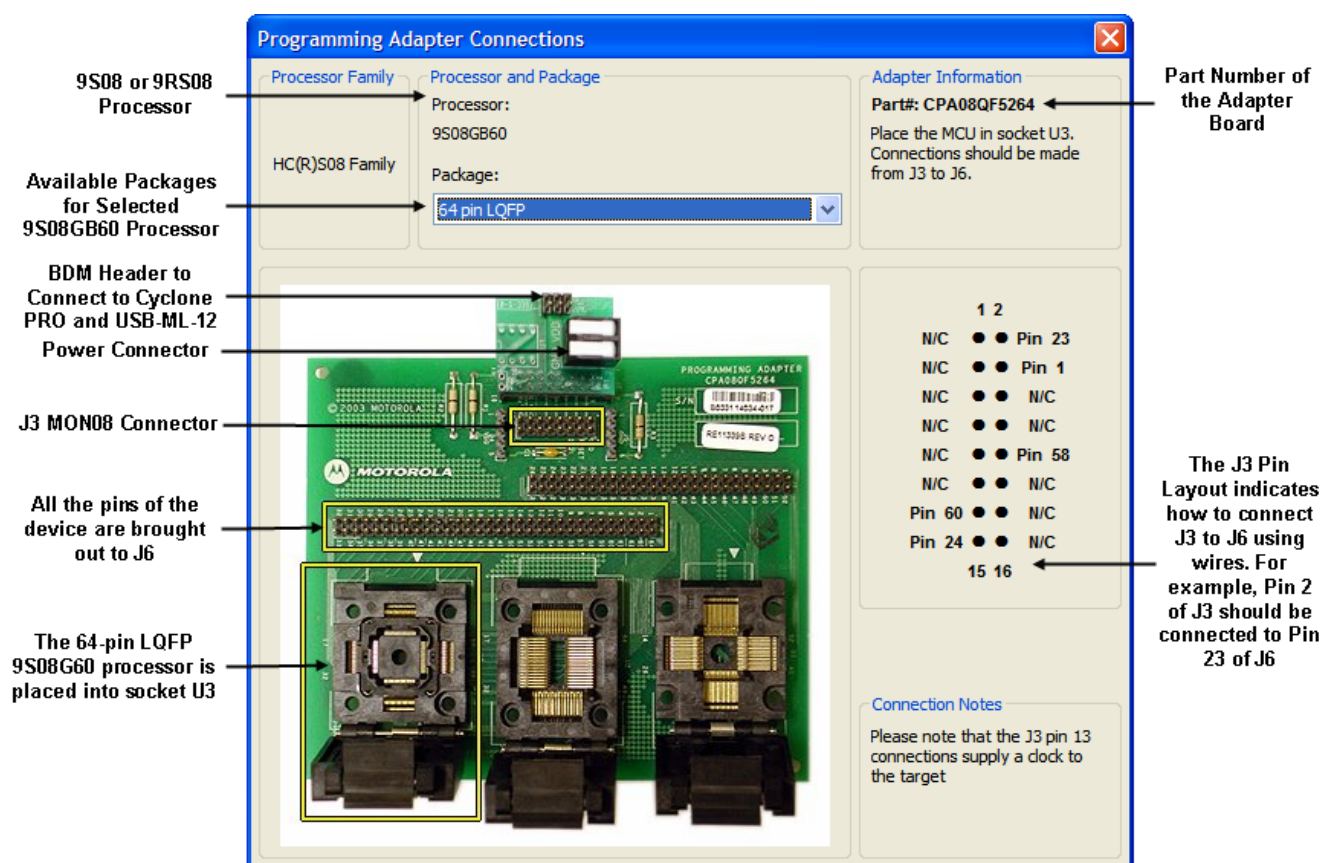 Programming Adapter Connections
9S08 or 9RS08
Processor
Available Packages
for Selected
9S08GB60 Processor
BDM Header to
Connect to Cyclone
PRO and USB-ML-12
Power Connector
J3 MON08 Connector
All the pins of the
device are brought
out to J6
The 64-pin LQFP
9S08G60 processor is
placed into socket U3
Processor Family
HC(R)S08 Family
Processor and Package
Processor:
9S08GB60
Package:
64 pin LQFP
Adapter Information
Part#: CPA08QF5264
Place the MCU in socket U3.
Connections should be made
from J3 to J6.
Part Number of
the Adapter
Board
VDD
PROGRAMMING ADAPTER
CPA08QF5264
S/N
RE11339B REV D
© 2003 MOTOROLA
MOTOROLA
1 2
N/C Pin 23
N/C Pin 1
N/C N/C
N/C N/C
N/C Pin 58
N/C N/C
Pin 60 N/C
Pin 24 N/C
15 16
The J3 Pin
Layout indicates
how to connect
J3 to J6 using
wires. For
example, Pin 2
of J3 should be
connected to Pin
23 of J6
Connection Notes
Please note that the J3 pin 13
connections supply a clock to
the target